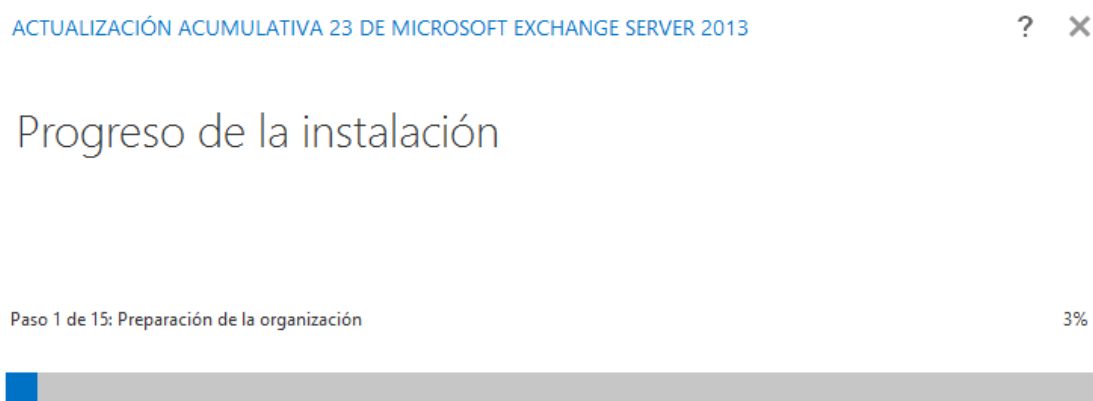 ACTUALIZACIÓN ACUMULATIVA 23 DE MICROSOFT EXCHANGE SERVER 2013 ?
Progreso de la instalación
Paso 1 de 15: Preparación de la organización 3%